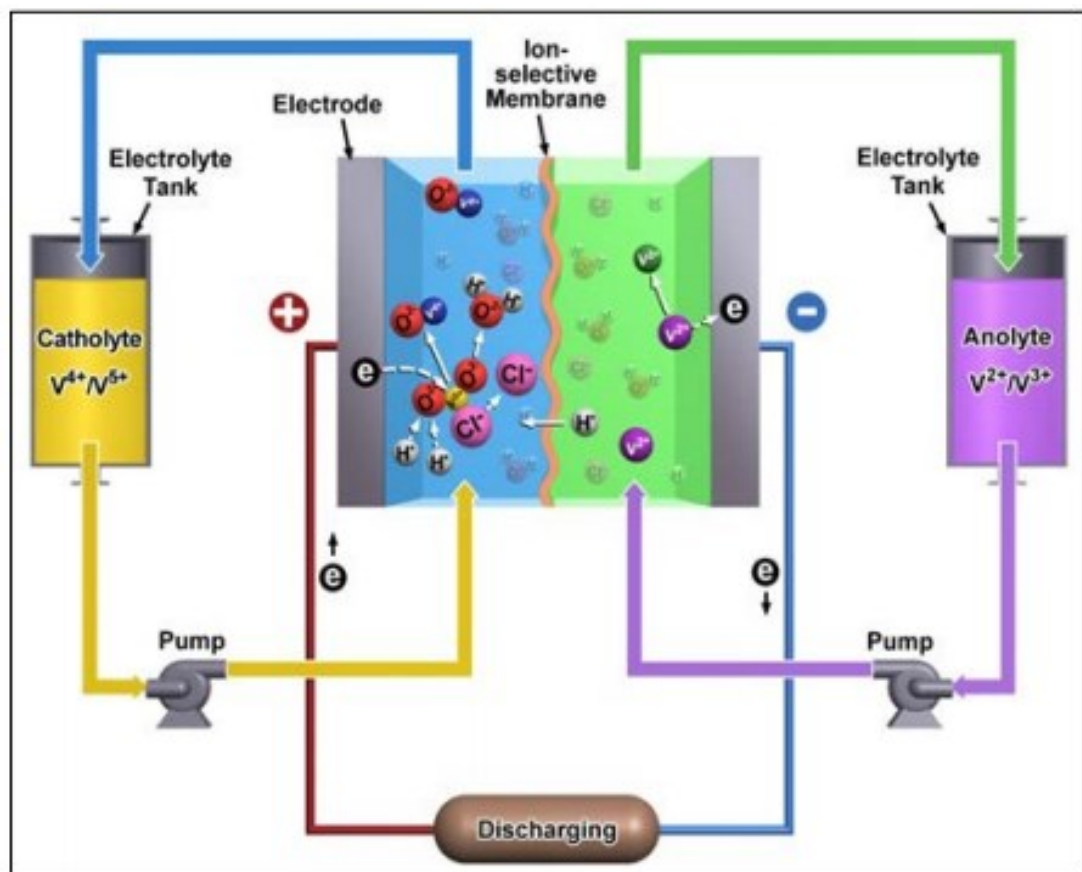 Ion-
selective
Membrane
Electrode
Electrolyte
Tank
Electrolyte
Tank
+
-
Catholyte
V⁴⁺/V⁵⁺
Anolyte
V²⁺/V³⁺
e
e
Cl⁻
Cl⁻
H⁺
H⁺
H⁺
V²⁺
e
e
Pump
Pump
Discharging